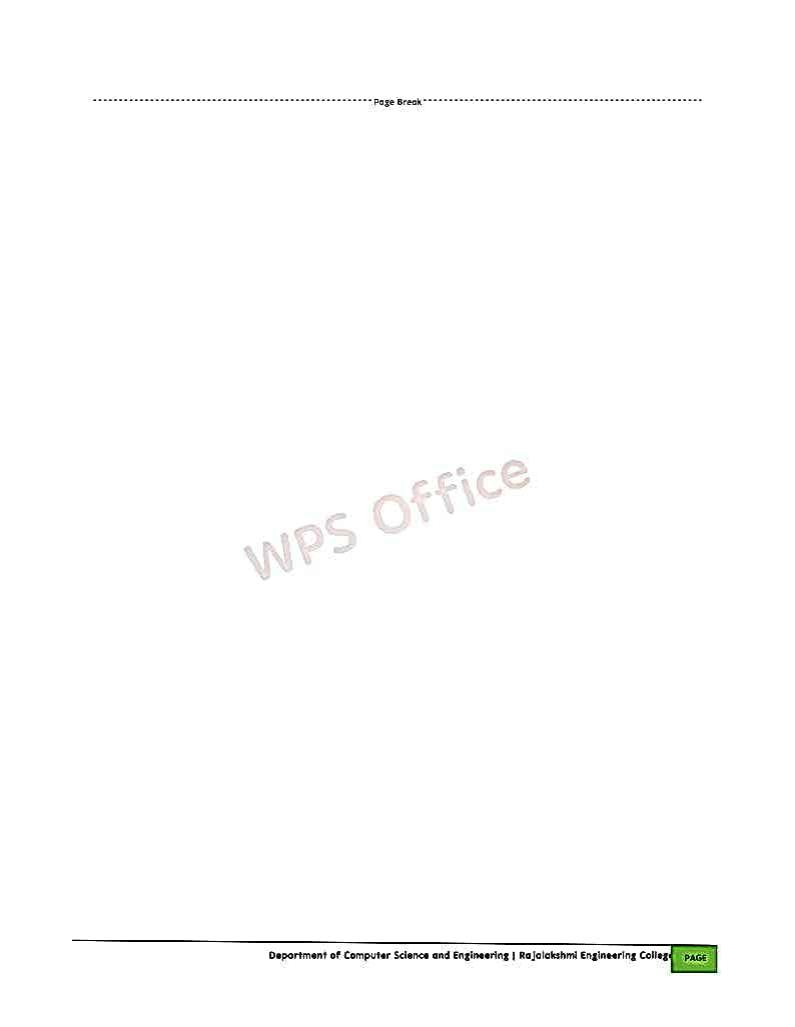 Page Break
WPS Office
Department of Computer Science and Engineering | Rajalakshmi Engineering College
PAGE